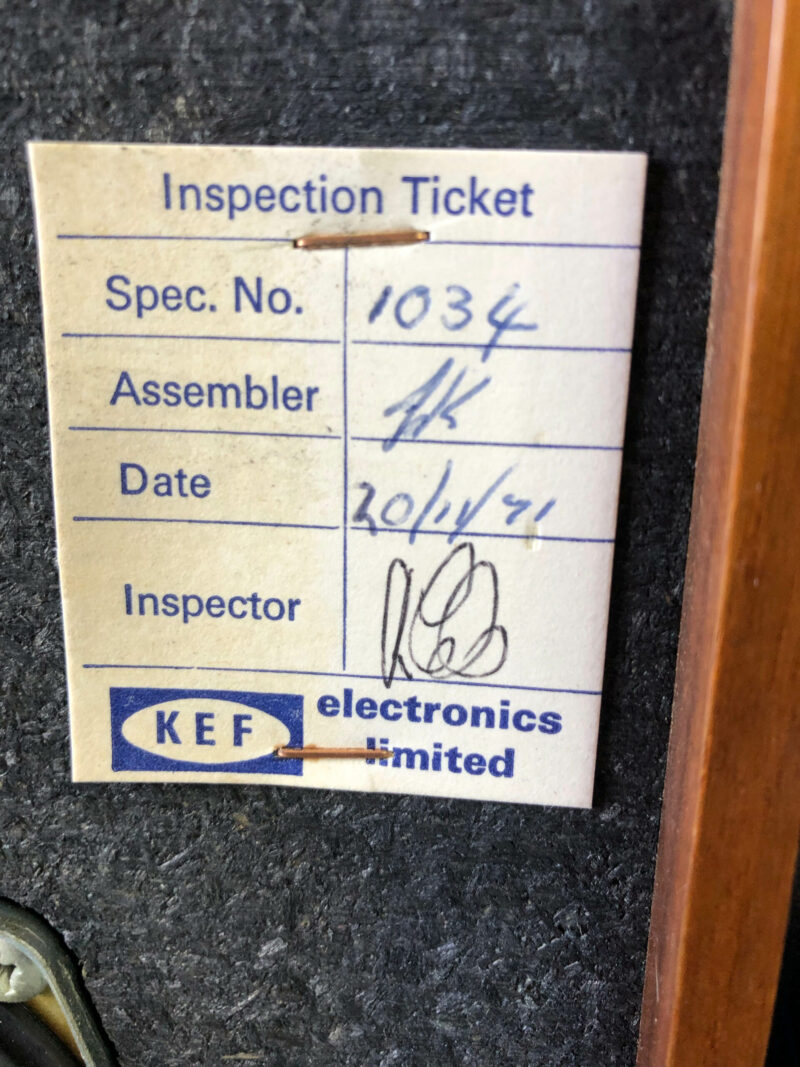 Inspection Ticket
Spec. No. 1034
Assembler
Date 20/11/71
Inspector
KEF electronics
limited